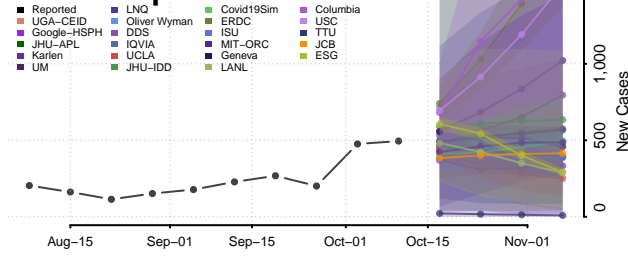 Reported LNQ Covid19Sim Columbia
UGA−CEID Oliver Wyman ERDC USC
Google−HSPH DDS ISU TTU
JHU−APL IQVIA MIT−ORC JCB
Karlen UCLA Geneva ESG
UM JHU−IDD LANL
1,000
500
0
New Cases
Aug−15 Sep−01 Sep−15 Oct−01 Oct−15 Nov−01